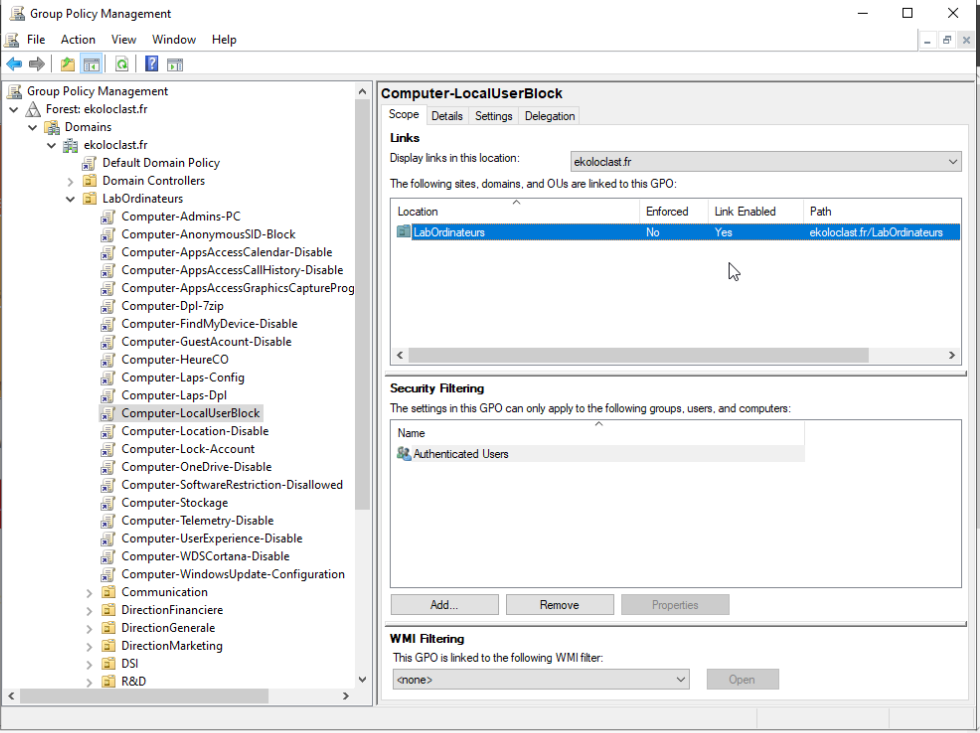 Group Policy Management
File Action View Window Help
Group Policy Management
Forest: ekoloclast.fr
Domains
ekoloclast.fr
Default Domain Policy
Domain Controllers
LabOrdinateurs
Computer-Admins-PC
Computer-AnonymousSID-Block
Computer-AppsAccessCalendar-Disable
Computer-AppsAccessCallHistory-Disable
Computer-AppsAccessGraphicsCaptureProg
Computer-Dpl-7zip
Computer-FindMyDevice-Disable
Computer-GuestAcount-Disable
Computer-HeureCO
Computer-Laps-Config
Computer-Laps-Dpl
Computer-LocalUserBlock
Computer-Location-Disable
Computer-Lock-Account
Computer-OneDrive-Disable
Computer-SoftwareRestriction-Disallowed
Computer-Stockage
Computer-Telemetry-Disable
Computer-UserExperience-Disable
Computer-WDSCortana-Disable
Computer-WindowsUpdate-Configuration
Communication
DirectionFinanciere
DirectionGenerale
DirectionMarketing
DSI
R&D
Computer-LocalUserBlock
Scope Details Settings Delegation
Links
Display links in this location: ekoloclast.fr
The following sites, domains, and OUs are linked to this GPO:
Location Enforced Link Enabled Path
LabOrdinateurs No Yes ekoloclast.fr/LabOrdinateurs
Security Filtering
The settings in this GPO can only apply to the following groups, users, and computers:
Name
Authenticated Users
Add... Remove Properties
WMI Filtering
This GPO is linked to the following WMI filter:
<none> Open